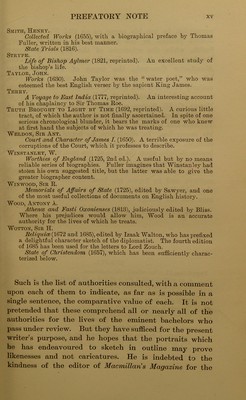 PREFATORY NOTE xv
SMITH, HENRY.
Collected Works (1655), with a biographical preface by Thomas
Fuller, written in his best manner.
State Trials (1816).
STRYPE.
Life of Bishop Aylmer (1821, reprinted). An excellent study of
the bishop's life.
TAYLOR, JOHN.
Works (1630). John Taylor was the "water poet," who was
esteemed the best English versey by the sapient King James.
TERRY.
A Voyage to East India (1777, reprinted). An interesting account
of his chaplaincy to Sir Thomas Roe.
TRUTH BROUGHT TO LIGHT BY TIME (1692, reprinted). A curious little
tract, of which the author is not finally ascertained. In spite of one
serious chronological blunder, it bears the marks of one who knew
at first hand the subjects of which he was treating.
WELDON, SIR ANT.
Court and Character of James I. (1650). A terrible exposure of the
corruptions of the Court, which it professes to describe.
WINSTANLEY, W.
Worthies of England (1725, 2nd ed.). A useful but by no means
reliable series of biographies. Fuller imagines that Winstanley had
stolen his own suggested title, but the latter was able to give the
greater biographer content.
WINWOOD, SIR R.
Memorials of Affairs of State (1725), edited by Sawyer, and one
of the most useful collections of documents on English history.
WOOD, ANTONY À.
Athenæ and Fasti Oxonienses (1810), judiciously edited by Bliss.
Where his prejudices would allow him, Wood is an accurate
authority for the lives of which he treats.
WOTTON, SIR H.
Reliquiæ (1672 and 1685), edited by Izaak Walton, who has prefixed
a delightful character sketch of the diplomatist. The fourth edition
of 1685 has been used for the letters to Lord Zouch.
State of Christendom (1657), which has been sufficiently charac-
terised below.
Such is the list of authorities consulted, with a comment
upon each of them to indicate, as far as is possible in a
single sentence, the comparative value of each. It is not
pretended that these comprehend all or nearly all of the
authorities for the lives of the eminent bachelors who
pass under review. But they have sufficed for the present
writer's purpose, and he hopes that the portraits which
he has endeavoured to sketch in outline may prove
likenesses and not caricatures. He is indebted to the
kindness of the editor of Macmillan's Magazine for the